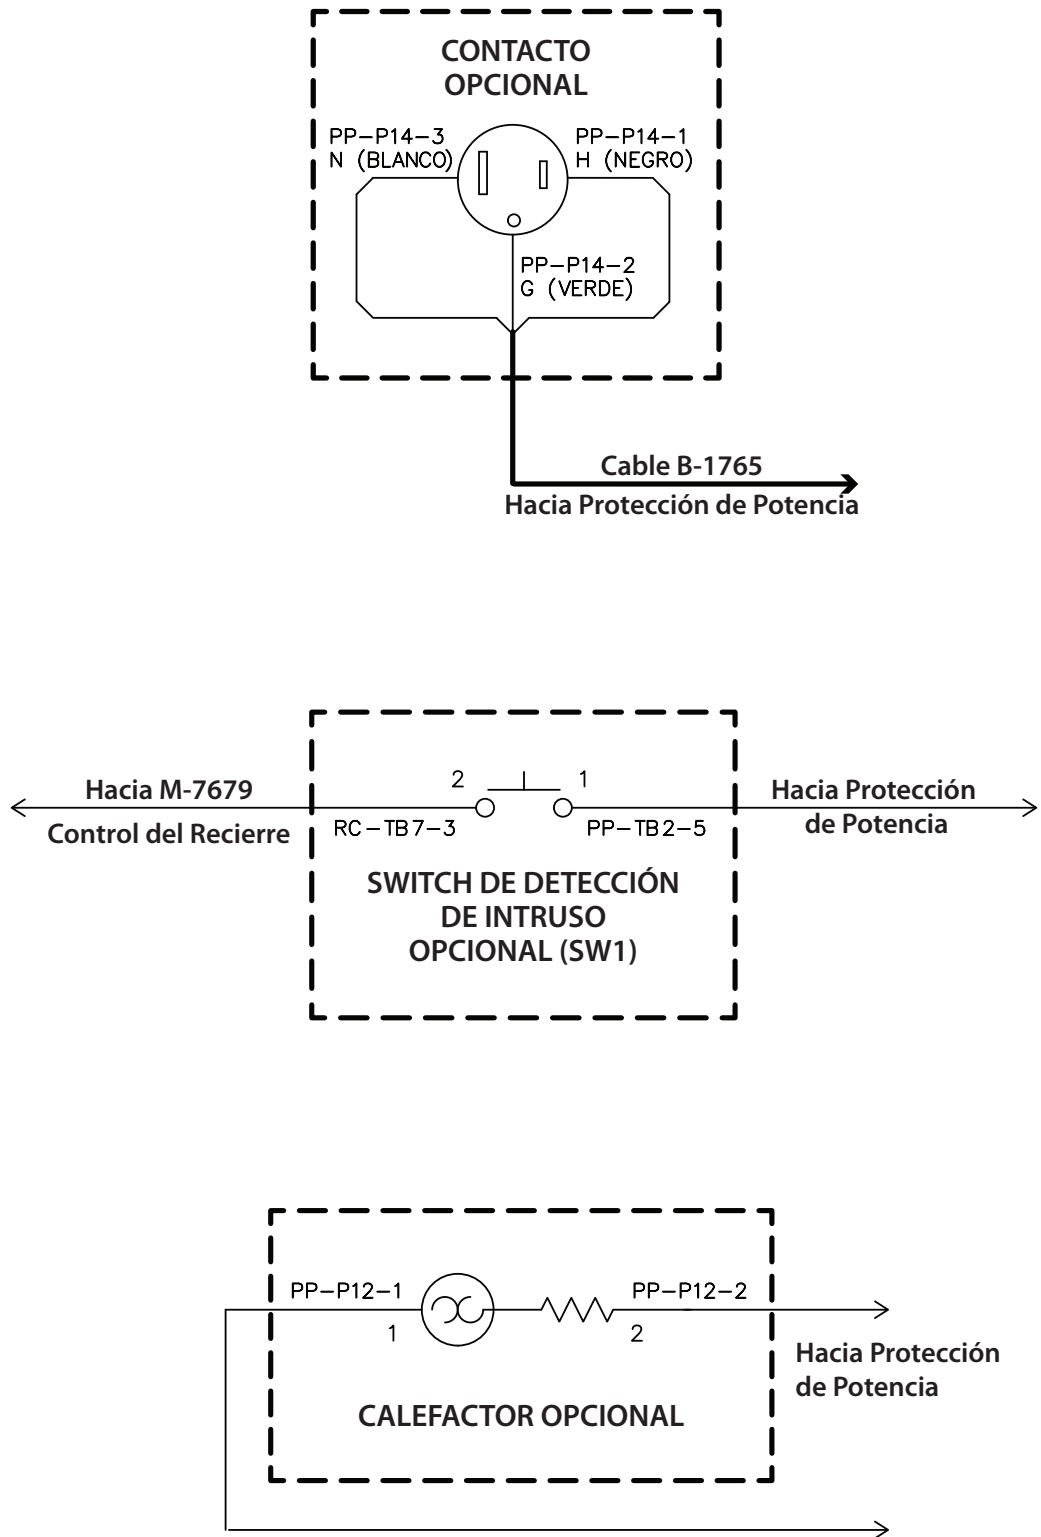 CONTACTO
OPCIONAL
PP-P14-3
N (BLANCO)
PP-P14-1
H (NEGRO)
PP-P14-2
G (VERDE)
Cable B-1765
Hacia Protección de Potencia
Hacia M-7679
Control del Recierre
2
1
RC-TB7-3
PP-TB2-5
Hacia Protección
de Potencia
SWITCH DE DETECCIÓN
DE INTRUSO
OPCIONAL (SW1)
PP-P12-1
1
PP-P12-2
2
Hacia Protección
de Potencia
CALEFACTOR OPCIONAL